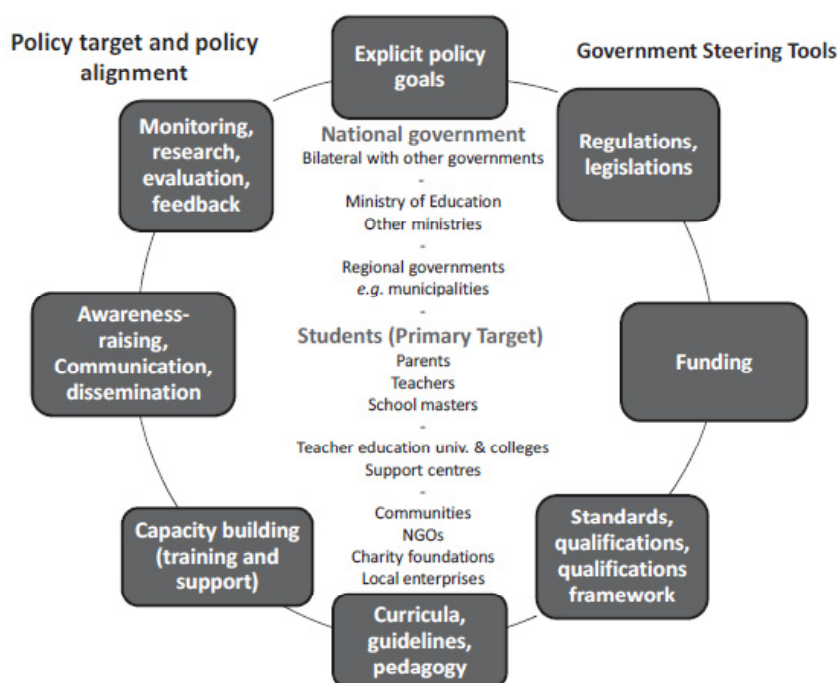 Policy target and policy
alignment
Government Steering Tools
Explicit policy
goals
Monitoring,
research,
evaluation,
feedback
Regulations,
legislations
National government
Bilateral with other governments
-
Ministry of Education
Other ministries
-
Regional governments
e.g. municipalities
-
Awareness-
raising,
Communication,
dissemination
Funding
Students (Primary Target)
Parents
Teachers
School masters
-
Teacher education univ. & colleges
Support centres
-
Communities
NGOs
Charity foundations
Local enterprises
Capacity building
(training and
support)
Standards,
qualifications,
qualifications
framework
Curricula,
guidelines,
pedagogy